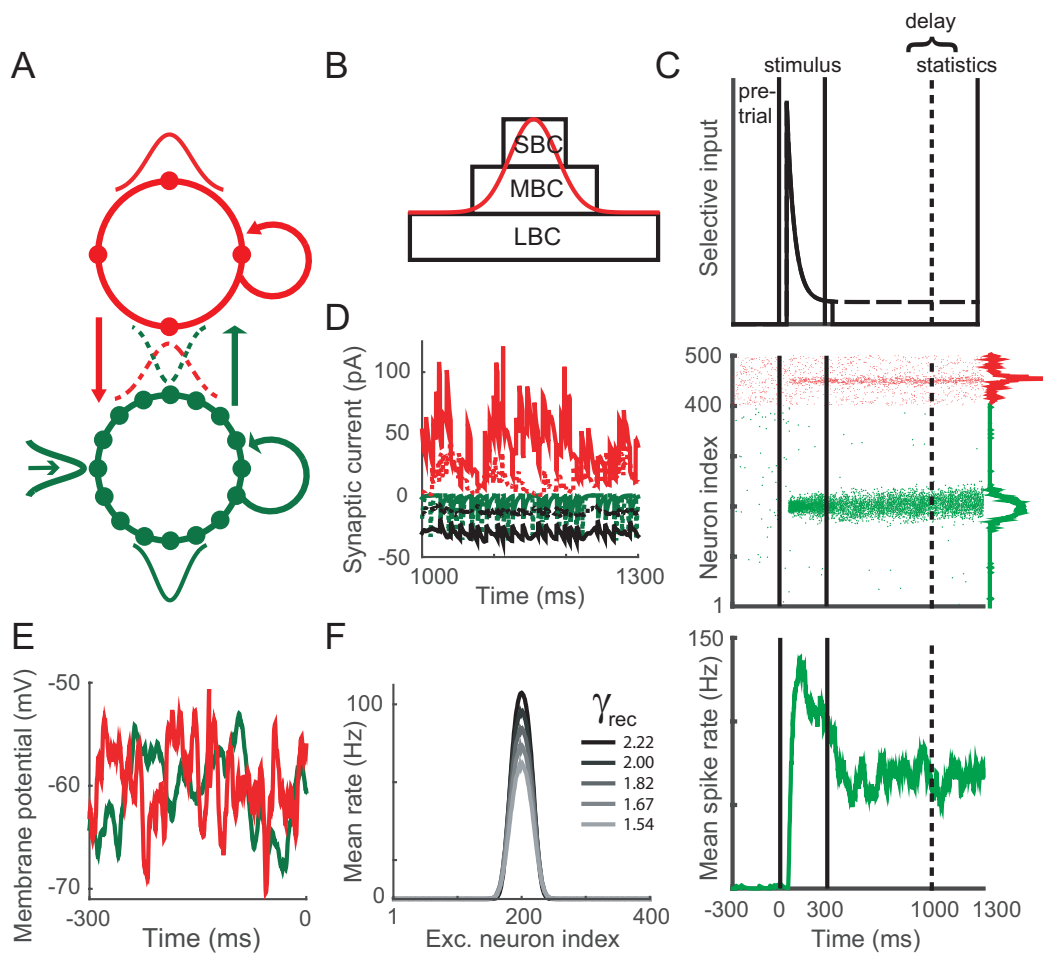 A
B
SBC
MBC
LBC
C
delay
stimulus
statistics
pre-
trial
Selective input
D
Synaptic current (pA)
100
50
0
-50
1000
1300
Time (ms)
Neuron index
500
400
1
E
Membrane potential (mV)
-50
-60
-70
-300
0
Time (ms)
F
Mean rate (Hz)
100
0
γrec
2.22
2.00
1.82
1.67
1.54
1
200
400
Exc. neuron index
Mean spike rate (Hz)
150
0
-300
0
300
1000
1300
Time (ms)